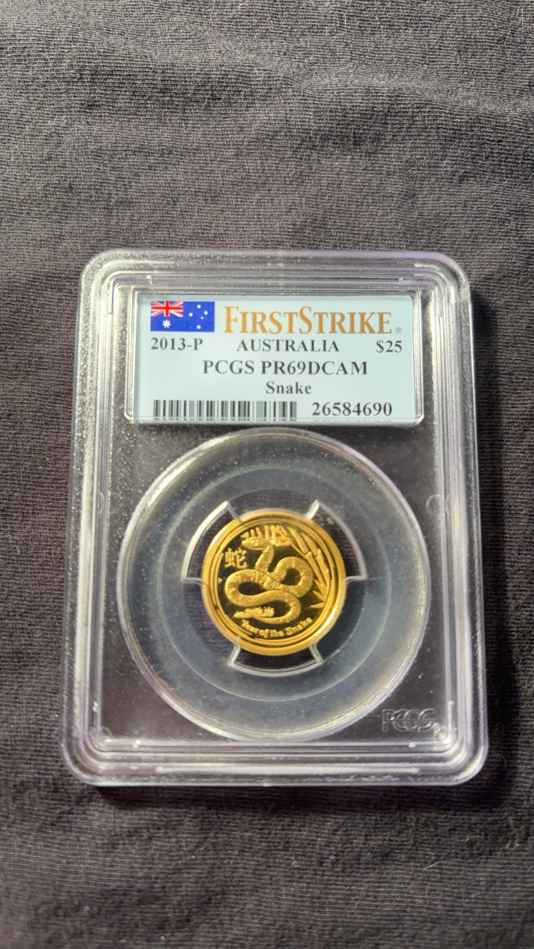 FIRSTSTRIKE®
2013-P AUSTRALIA $25
PCGS PR69DCAM
Snake
26584690
蛇
Year of the Snake
PCGS